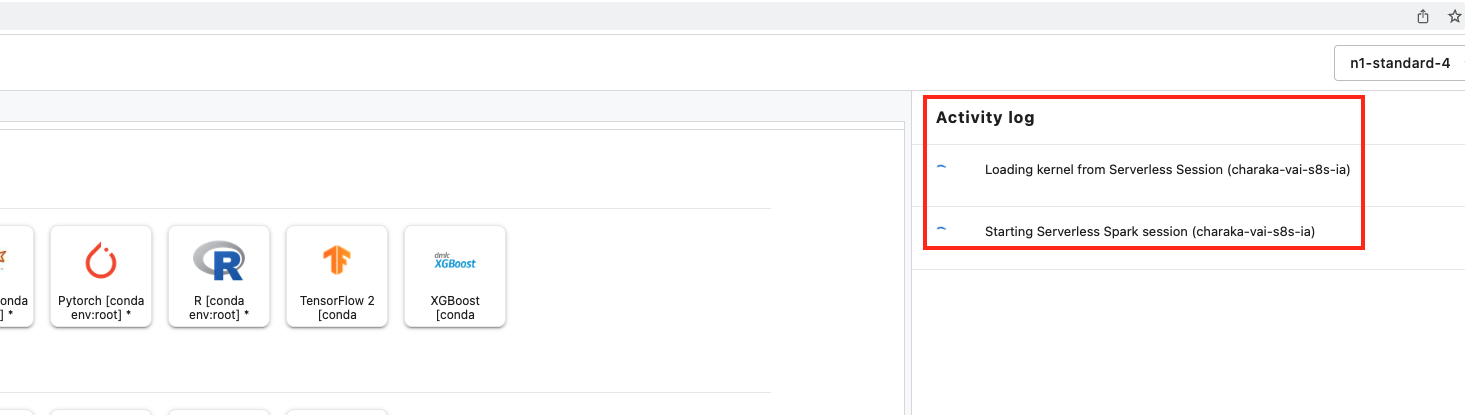 n1-standard-4
Activity log
Loading kernel from Serverless Session (charaka-vai-s8s-ia)
Starting Serverless Spark session (charaka-vai-s8s-ia)
onda
] *
Pytorch [conda
env:root] *
R
R [conda
env:root] *
TensorFlow 2
[conda
dmlc
XGBoost
XGBoost
[conda